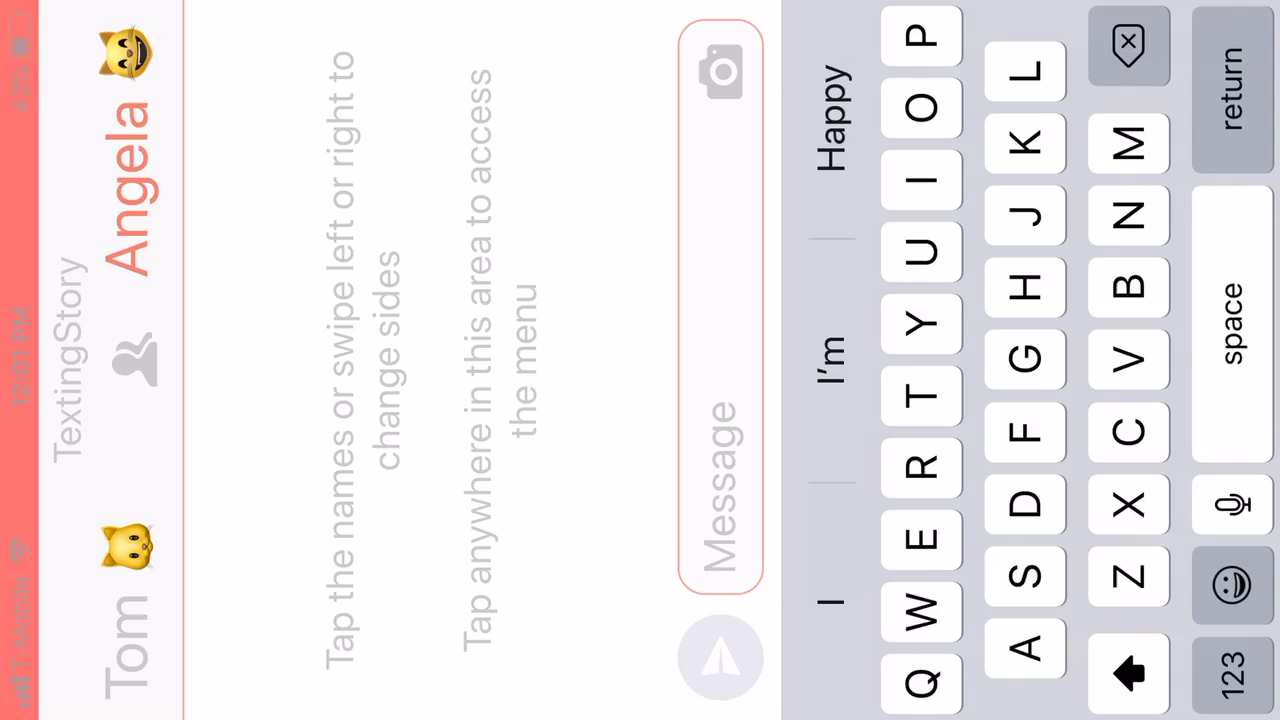 T-Mobile 12:01 PM 43%
TextingStory
Tom Angela
Tap the names or swipe left or right to
change sides
Tap anywhere in this area to access
the menu
Message
I I'm Happy
Q W E R T Y U I O P
A S D F G H J K L
Z X C V B N M
123 space return